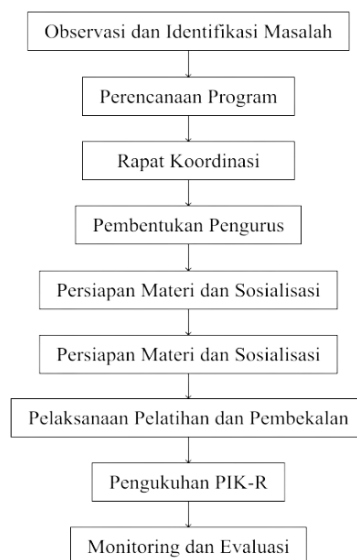 Observasi dan Identifikasi Masalah
Perencanaan Program
Rapat Koordinasi
Pembentukan Pengurus
Persiapan Materi dan Sosialisasi
Persiapan Materi dan Sosialisasi
Pelaksanaan Pelatihan dan Pembekalan
Pengukuhan PIK-R
Monitoring dan Evaluasi